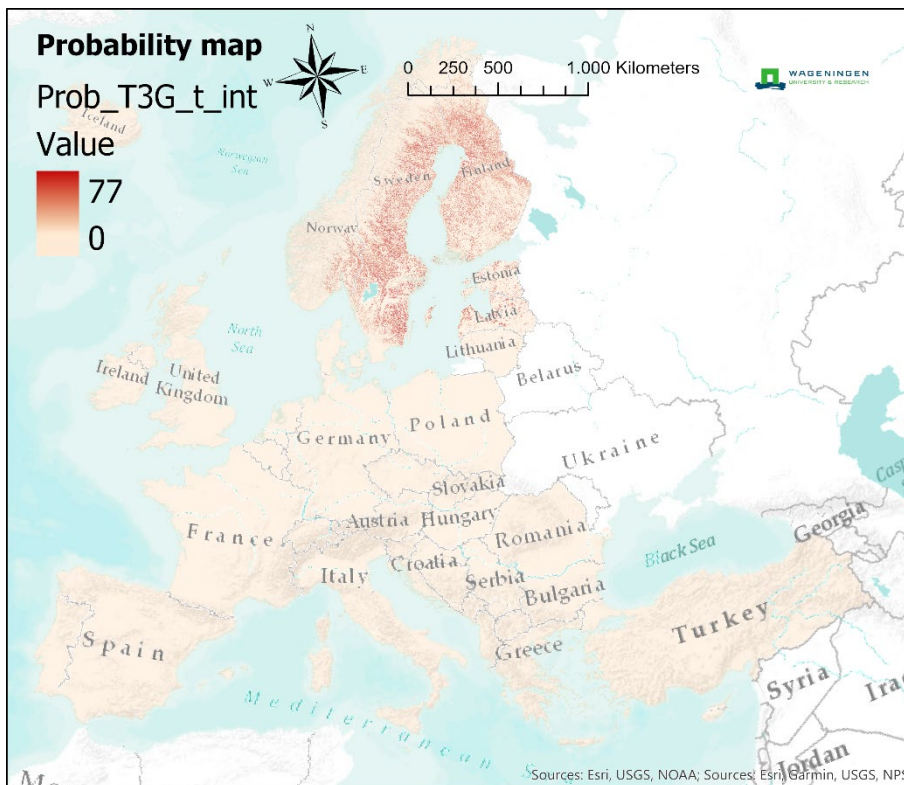 Probability map
Prob_T3G_t_int
Value
77
0
N
W
E
S
0 250 500 1.000 Kilometers
WAGENINGEN
UNIVERSITY & RESEARCH
Iceland
Norwegian
Sea
Sweden
Finland
Norway
Estonia
Latvia
Lithuania
North
Sea
Ireland
United
Kingdom
Belarus
Poland
Germany
Ukraine
Slovakia
Austria
Hungary
France
Romania
Croatia
Italy
Serbia
Bulgaria
Black Sea
Georgia
Casp
Spain
Greece
Turkey
Syria
Iraq
Mediterranean S
Jordan
Sources: Esri, USGS, NOAA; Sources: Esri, Garmin, USGS, NPS